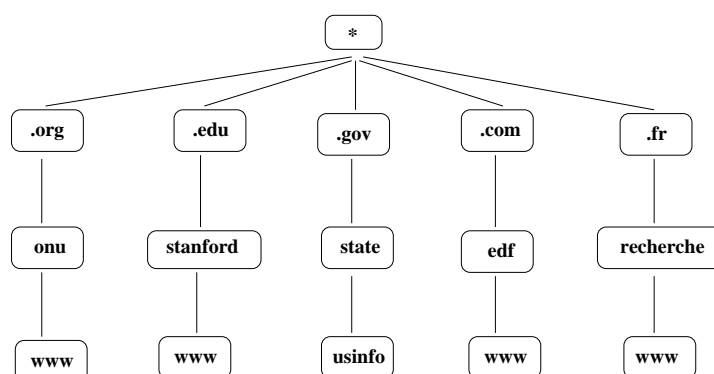 *
.org .edu .gov .com .fr
onu stanford state edf recherche
www www usinfo www www